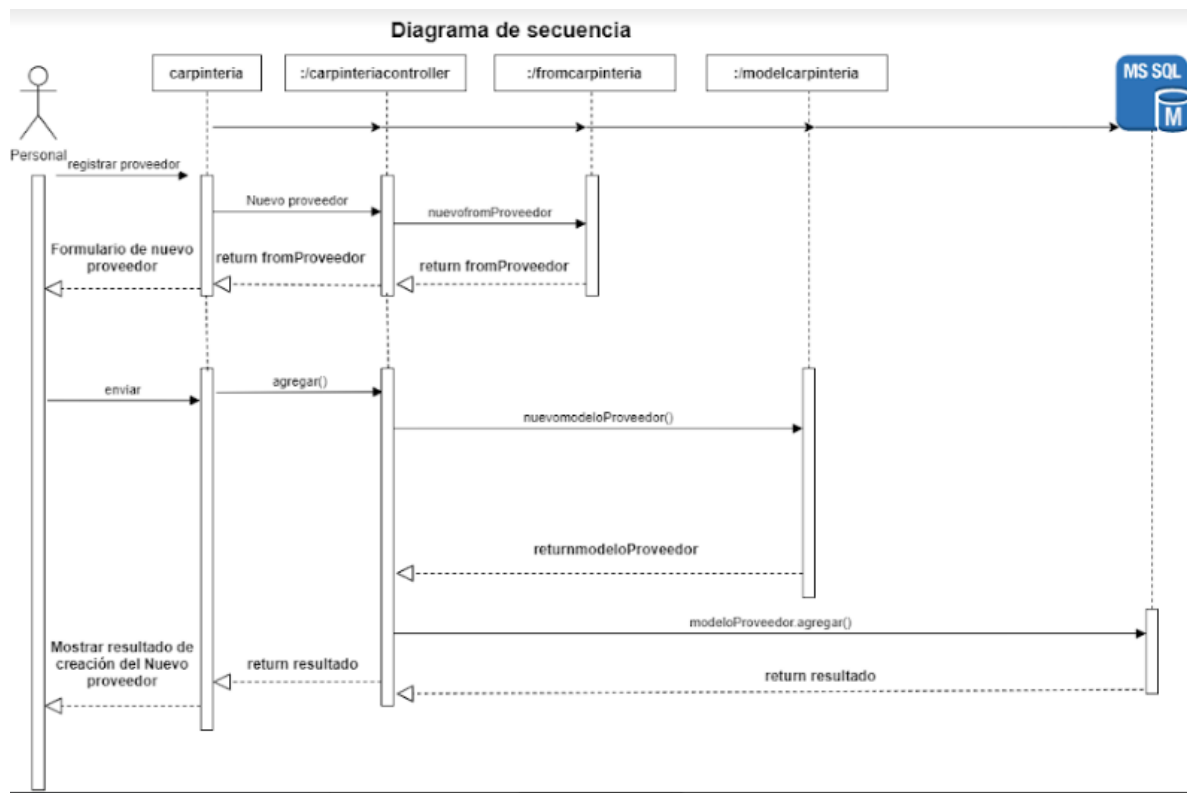 Diagrama de secuencia
carpinteria
:/carpinteriacontroller
:/fromcarpinteria
:/modelcarpinteria
MS SQL
M
Personal
registrar proveedor
Nuevo proveedor
nuevofromProveedor
Formulario de nuevo
proveedor
return fromProveedor
return fromProveedor
enviar
agregar()
nuevomodeloProveedor()
returnmodeloProveedor
modeloProveedor.agregar()
Mostrar resultado de
creación del Nuevo
proveedor
return resultado
return resultado